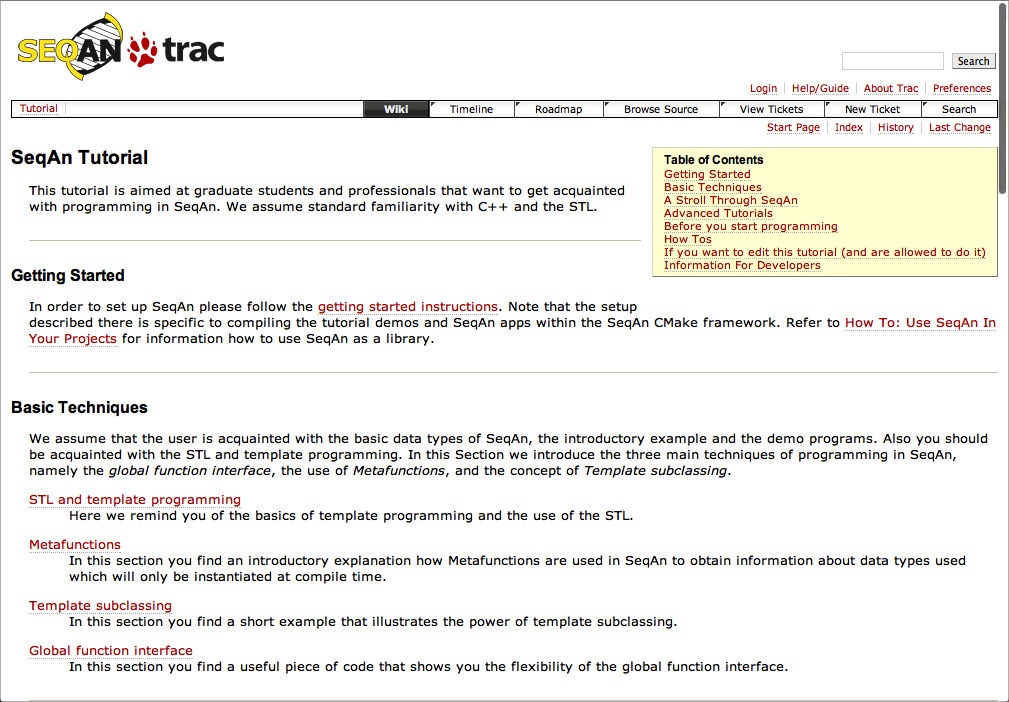 SEQAN trac
Search
Login Help/Guide About Trac Preferences
Tutorial Wiki Timeline Roadmap Browse Source View Tickets New Ticket Search
Start Page Index History Last Change
SeqAn Tutorial
This tutorial is aimed at graduate students and professionals that want to get acquainted
with programming in SeqAn. We assume standard familiarity with C++ and the STL.
Table of Contents
Getting Started
Basic Techniques
A Stroll Through SeqAn
Advanced Tutorials
Before you start programming
How Tos
If you want to edit this tutorial (and are allowed to do it)
Information For Developers
Getting Started
In order to set up SeqAn please follow the getting started instructions. Note that the setup
described there is specific to compiling the tutorial demos and SeqAn apps within the SeqAn CMake framework. Refer to How To: Use SeqAn In
Your Projects for information how to use SeqAn as a library.
Basic Techniques
We assume that the user is acquainted with the basic data types of SeqAn, the introductory example and the demo programs. Also you should
be acquainted with the STL and template programming. In this Section we introduce the three main techniques of programming in SeqAn,
namely the global function interface, the use of Metafunctions, and the concept of Template subclassing.
STL and template programming
Here we remind you of the basics of template programming and the use of the STL.
Metafunctions
In this section you find an introductory explanation how Metafunctions are used in SeqAn to obtain information about data types used
which will only be instantiated at compile time.
Template subclassing
In this section you find a short example that illustrates the power of template subclassing.
Global function interface
In this section you find a useful piece of code that shows you the flexibility of the global function interface.